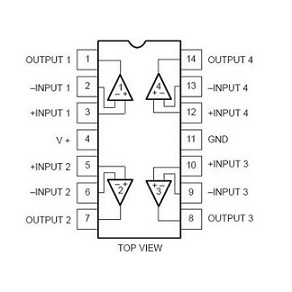 OUTPUT 1 1 14 OUTPUT 4
–INPUT 1 2 1 4 13 –INPUT 4
+INPUT 1 3 – + + – 12 +INPUT 4
V + 4 11 GND
+INPUT 2 5 10 +INPUT 3
–INPUT 2 6 – + 2 + – 3 9 –INPUT 3
OUTPUT 2 7 8 OUTPUT 3
TOP VIEW